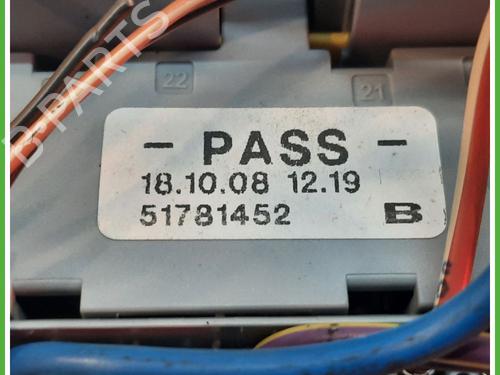 22
21
- PASS -
18.10.08 12.19
51781452 B
B PARTS